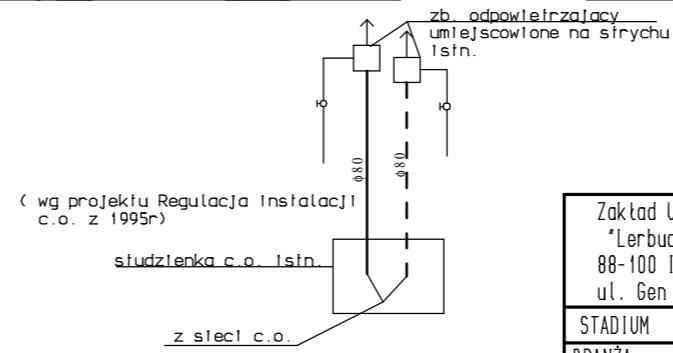 zb. odpowietrzający
umiejscowione na strychu
istn.
ϕ80
ϕ80
( wg projektu Regulacja instalacji
c.o. z 1995r)
studzienka c.o. istn.
z sieci c.o.
Zakład U
"Lerbud
88-100 I
ul. Gen
STADIUM
BRANŻA